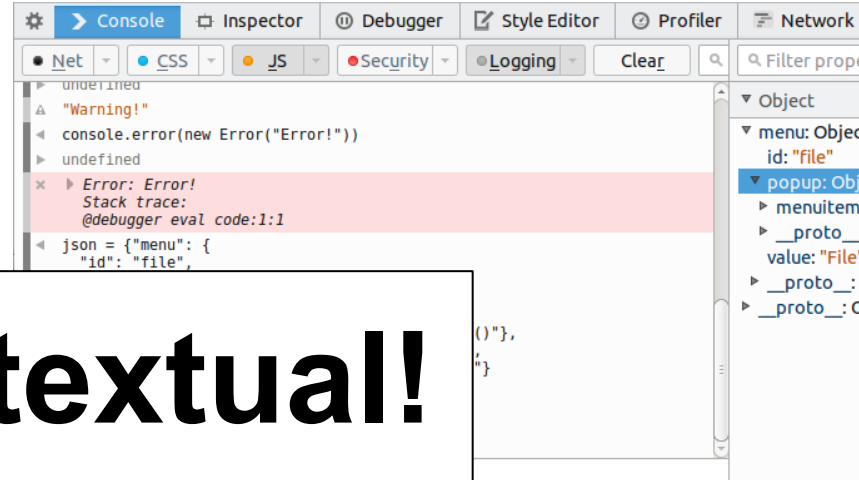 Console Inspector Debugger Style Editor Profiler Network
Net CSS JS Security Logging Clear
undefined
"Warning!"
console.error(new Error("Error!"))
undefined
Error: Error!
Stack trace:
@debugger eval code:1:1
json = {"menu": {
"id": "file",
()"},
,
"}
textual!
Filter prope
Object
menu: Objec
id: "file"
popup: Obj
menuitem
__proto__
value: "File"
__proto__:
__proto__: O